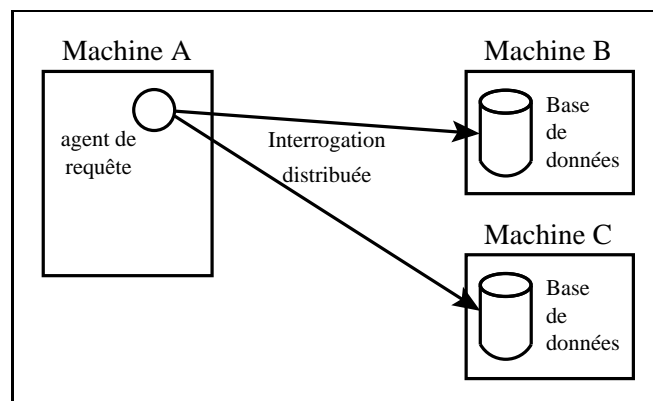 Machine A
agent de
requête
Interrogation
distribuée
Machine B
Base
de
données
Machine C
Base
de
données